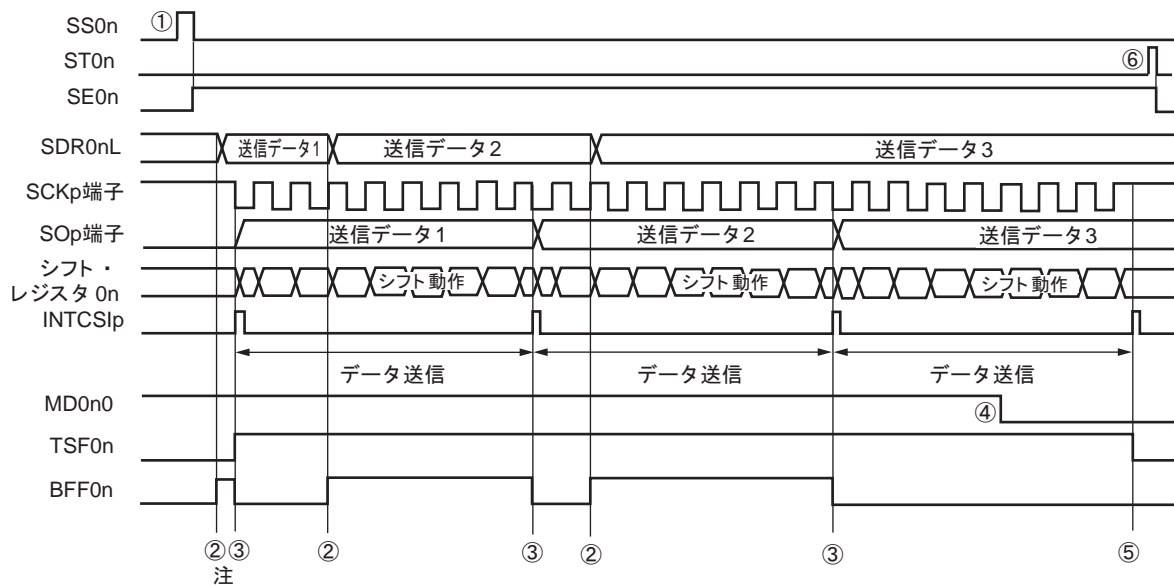 ① SS0n
ST0n ⑥
SE0n
SDR0nL 送信データ1 送信データ2 送信データ3
SCKp端子
SOp端子 送信データ1 送信データ2 送信データ3
シフト・
レジスタ 0n シフト動作 シフト動作 シフト動作
INTCSIp
データ送信 データ送信 データ送信
MD0n0 ④
TSF0n
BFF0n
②③ ② ③ ② ③ ⑤
注